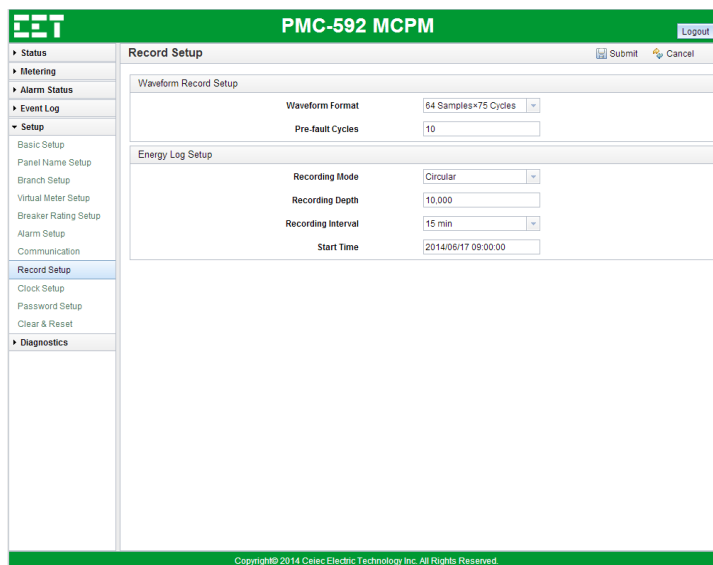 CET
PMC-592 MCPM
Logout
Status
Metering
Alarm Status
Event Log
Setup
Basic Setup
Panel Name Setup
Branch Setup
Virtual Meter Setup
Breaker Rating Setup
Alarm Setup
Communication
Record Setup
Clock Setup
Password Setup
Clear & Reset
Diagnostics
Record Setup
Submit Cancel
Waveform Record Setup
Waveform Format 64 Samples×75 Cycles
Pre-fault Cycles 10
Energy Log Setup
Recording Mode Circular
Recording Depth 10,000
Recording Interval 15 min
Start Time 2014/06/17 09:00:00
Copyright© 2014 Ceiec Electric Technology Inc. All Rights Reserved.